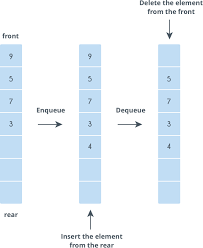 Delete the element
from the front
front
9
5
7
3
rear
Enqueue
9
5
7
3
4
Insert the element
from the rear
Dequeue
5
7
3
4